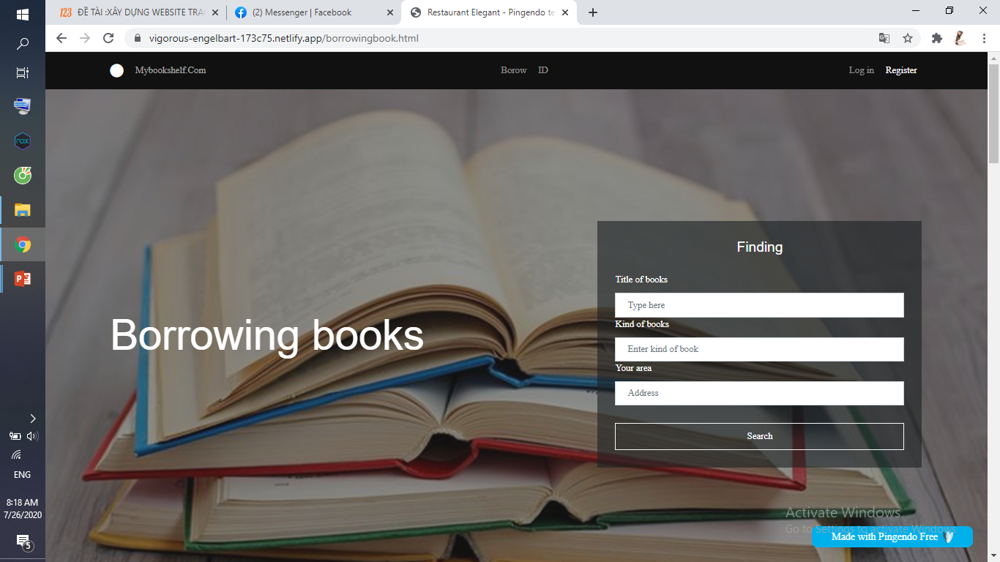 ĐỀ TÀI :XÂY DỰNG WEBSITE TRA
(2) Messenger | Facebook
Restaurant Elegant - Pingendo te
vigorous-engelbart-173c75.netlify.app/borrowingbook.html
Mybookshelf.Com
Borow
ID
Log in
Register
Finding
Title of books
Type here
Kind of books
Enter kind of book
Your area
Address
Search
Borrowing books
Activate Windows
Go to Settings to activate Windows.
Made with Pingendo Free
ENG
8:18 AM
7/26/2020
5